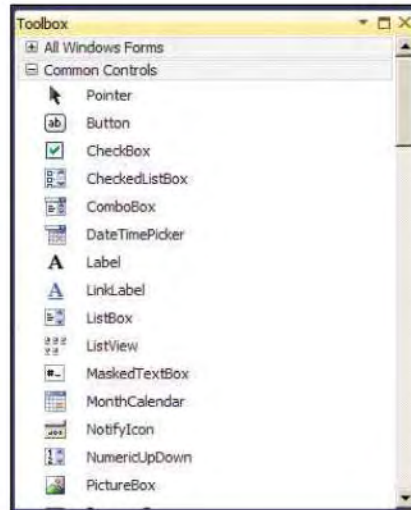 Toolbox
All Windows Forms
Common Controls
Pointer
ab Button
CheckBox
CheckedListBox
ComboBox
DateTimePicker
A Label
A LinkLabel
ListBox
ListView
#_ MaskedTextBox
MonthCalendar
NotifyIcon
NumericUpDown
PictureBox